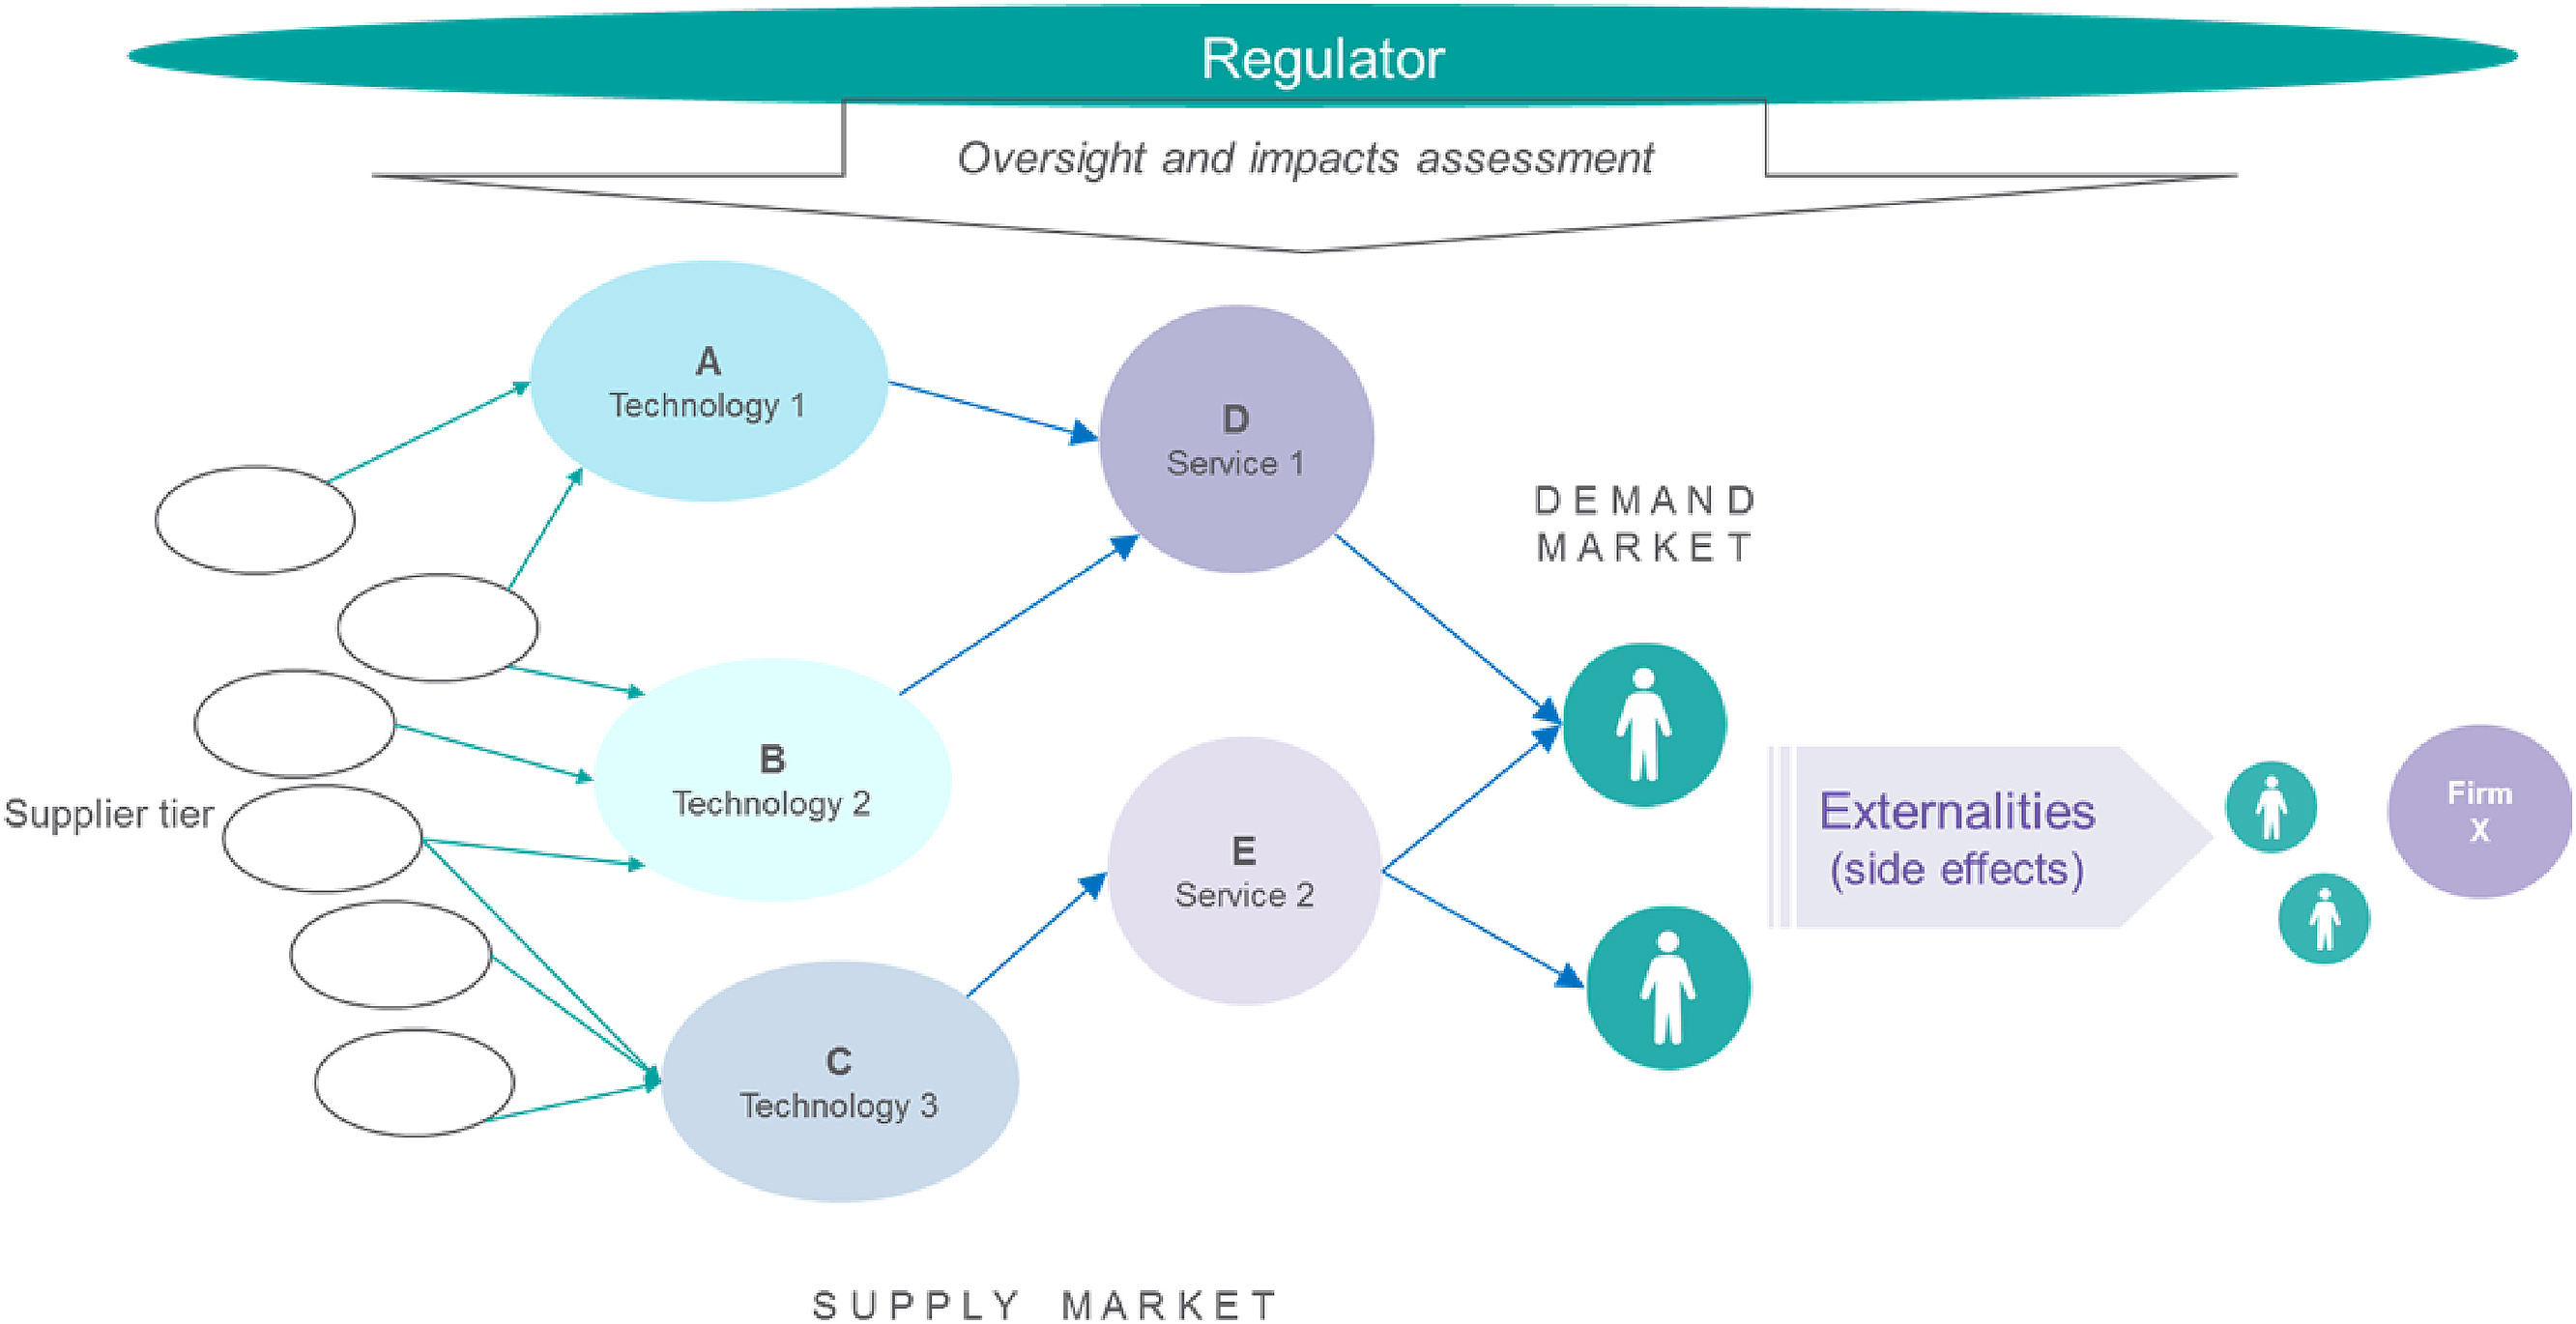 Regulator
Oversight and impacts assessment
A
Technology 1
D
Service 1
DEMAND
MARKET
B
Technology 2
Supplier tier
E
Service 2
Externalities
(side effects)
Firm
X
C
Technology 3
SUPPLY MARKET